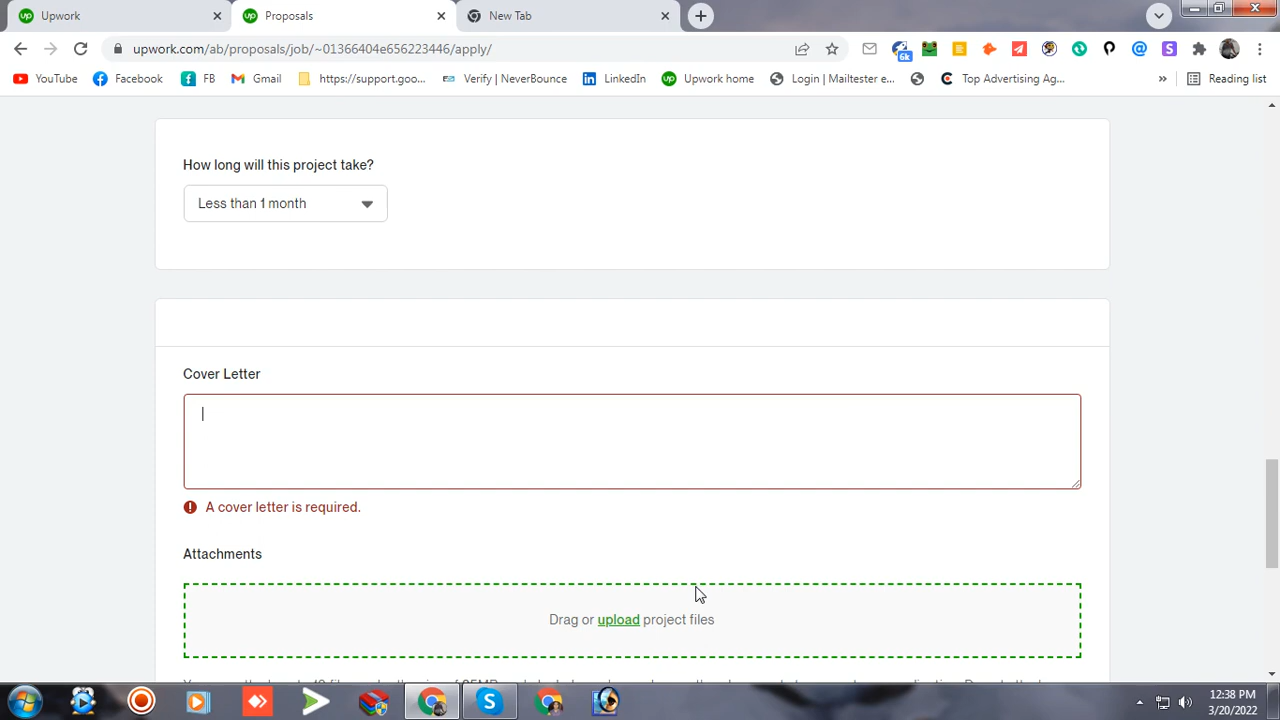 Upwork
Proposals
New Tab
upwork.com/ab/proposals/job/~01366404e656223446/apply/
6k
YouTube
Facebook
FB
Gmail
https://support.goo...
Verify | NeverBounce
LinkedIn
Upwork home
Login | Mailtester e...
Top Advertising Ag...
»
Reading list
How long will this project take?
Less than 1 month
Cover Letter
A cover letter is required.
Attachments
Drag or upload project files
12:38 PM
3/20/2022